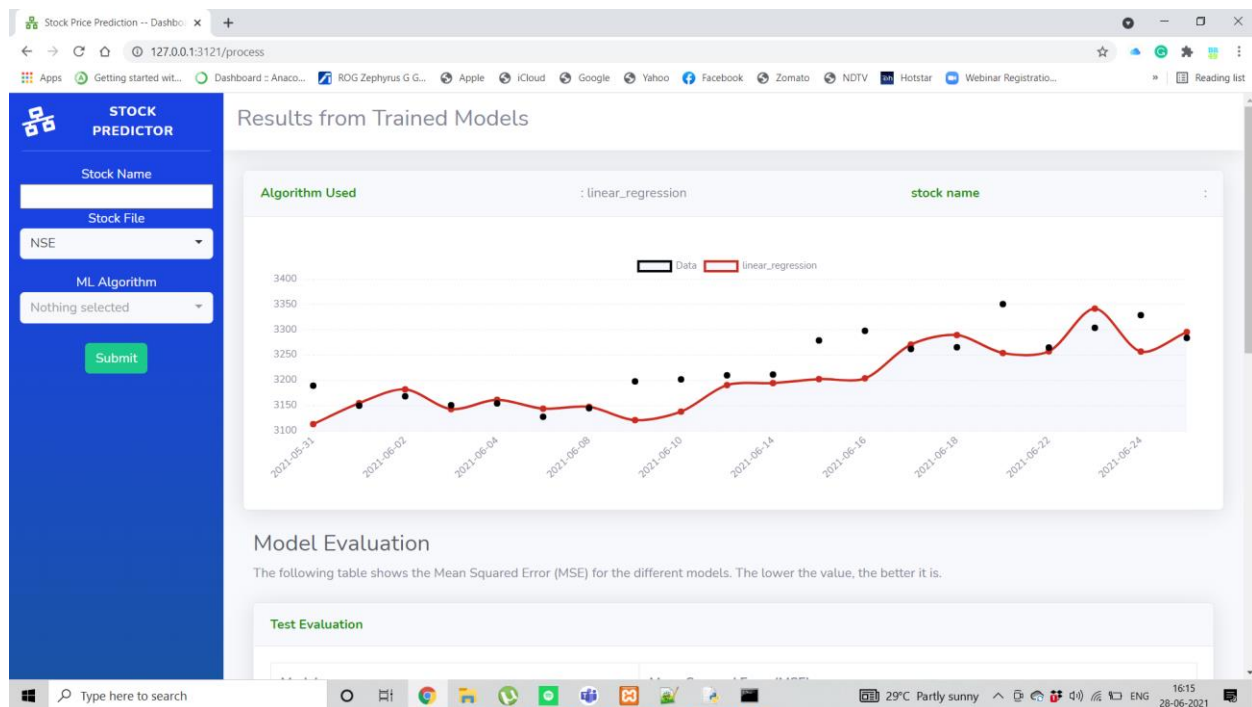 Stock Price Prediction -- Dashbo
127.0.0.1:3121/process
Apps Getting started wit... Dashboard :: Anaco... ROG Zephyrus G G... Apple iCloud Google Yahoo Facebook Zomato NDTV Hotstar Webinar Registratio... » Reading list
STOCK
PREDICTOR
Stock Name
Stock File
NSE
ML Algorithm
Nothing selected
Submit
Results from Trained Models
Algorithm Used : linear_regression stock name :
Data linear_regression
3400
3350
3300
3250
3200
3150
3100
2021-05-31 2021-06-02 2021-06-04 2021-06-08 2021-06-10 2021-06-14 2021-06-16 2021-06-18 2021-06-22 2021-06-24
Model Evaluation
The following table shows the Mean Squared Error (MSE) for the different models. The lower the value, the better it is.
Test Evaluation
Type here to search
29°C Partly sunny
ENG
16:15
28-06-2021